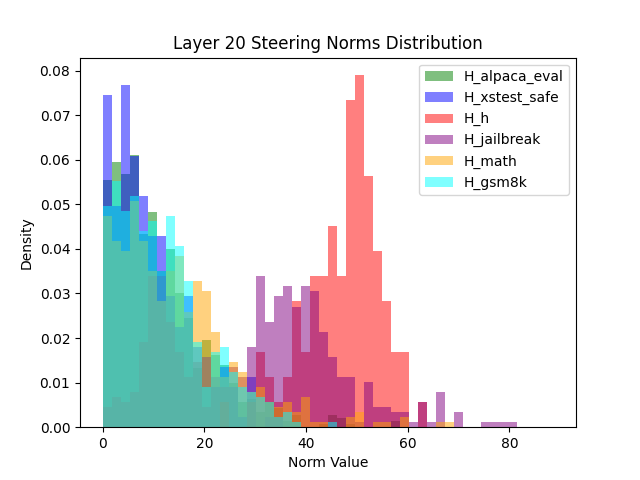 Layer 20 Steering Norms Distribution
H_alpaca_eval
H_xstest_safe
H_h
H_jailbreak
H_math
H_gsm8k
0.08
0.07
0.06
0.05
0.04
0.03
0.02
0.01
0.00
Density
0 20 40 60 80
Norm Value